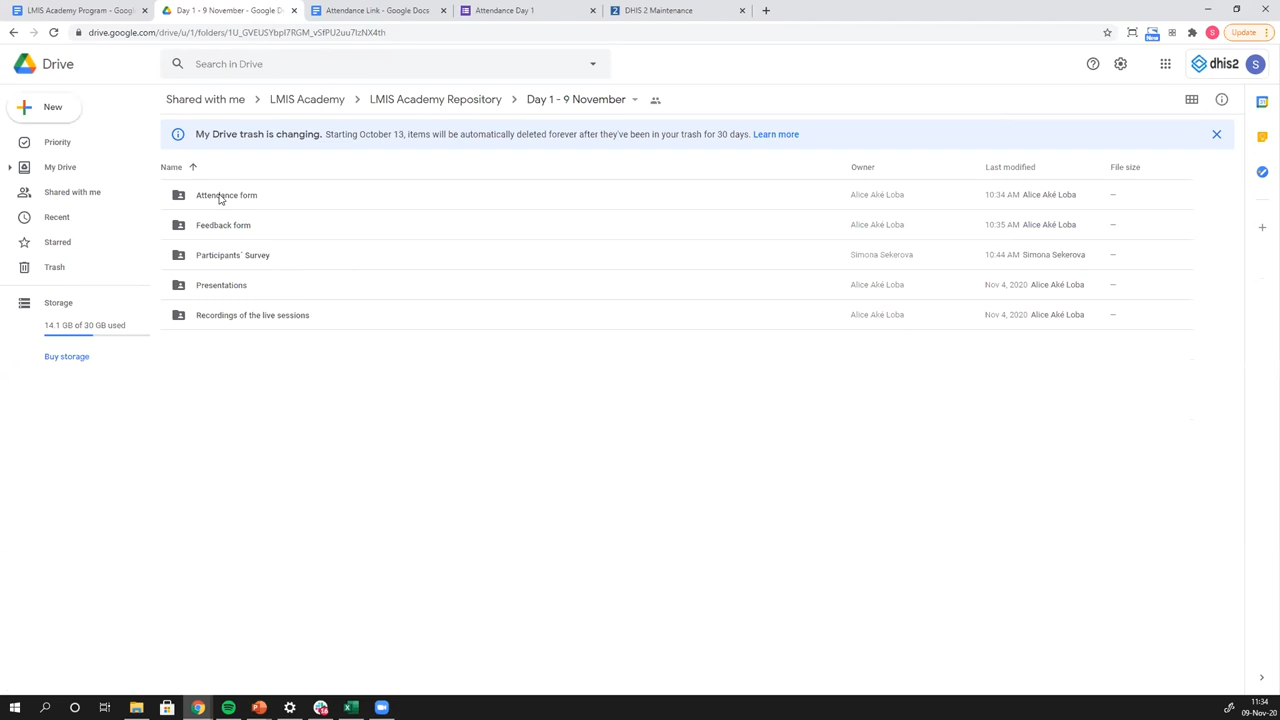 LMIS Academy Program - Googl
Day 1 - 9 November - Google D
Attendance Link - Google Docs
Attendance Day 1
DHIS 2 Maintenance
drive.google.com/drive/u/1/folders/1U_GVEUSYbpI7RGM_vSfPU2uu7IzNX4th
New
S
Update
Drive
Search in Drive
dhis2
S
New
Shared with me
LMIS Academy
LMIS Academy Repository
Day 1 - 9 November
My Drive trash is changing. Starting October 13, items will be automatically deleted forever after they've been in your trash for 30 days. Learn more
Priority
My Drive
Shared with me
Recent
Starred
Trash
Storage
14.1 GB of 30 GB used
Buy storage
Name Owner Last modified File size
Attendance form Alice Aké Loba 10:34 AM Alice Aké Loba –
Feedback form Alice Aké Loba 10:35 AM Alice Aké Loba –
Participants´ Survey Simona Sekerova 10:44 AM Simona Sekerova –
Presentations Alice Aké Loba Nov 4, 2020 Alice Aké Loba –
Recordings of the live sessions Alice Aké Loba Nov 4, 2020 Alice Aké Loba –
11:34
09-Nov-20